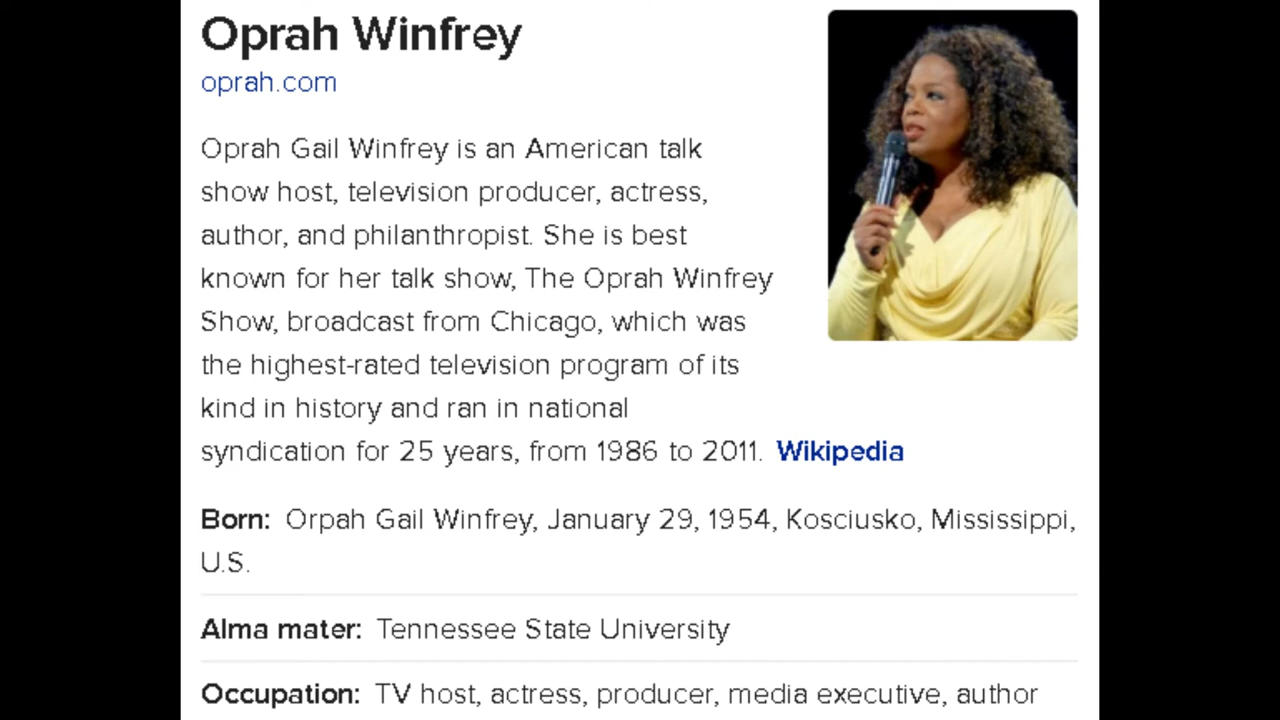 Oprah Winfrey
oprah.com
Oprah Gail Winfrey is an American talk
show host, television producer, actress,
author, and philanthropist. She is best
known for her talk show, The Oprah Winfrey
Show, broadcast from Chicago, which was
the highest-rated television program of its
kind in history and ran in national
syndication for 25 years, from 1986 to 2011. Wikipedia
Born: Orpah Gail Winfrey, January 29, 1954, Kosciusko, Mississippi,
U.S.
Alma mater: Tennessee State University
Occupation: TV host, actress, producer, media executive, author